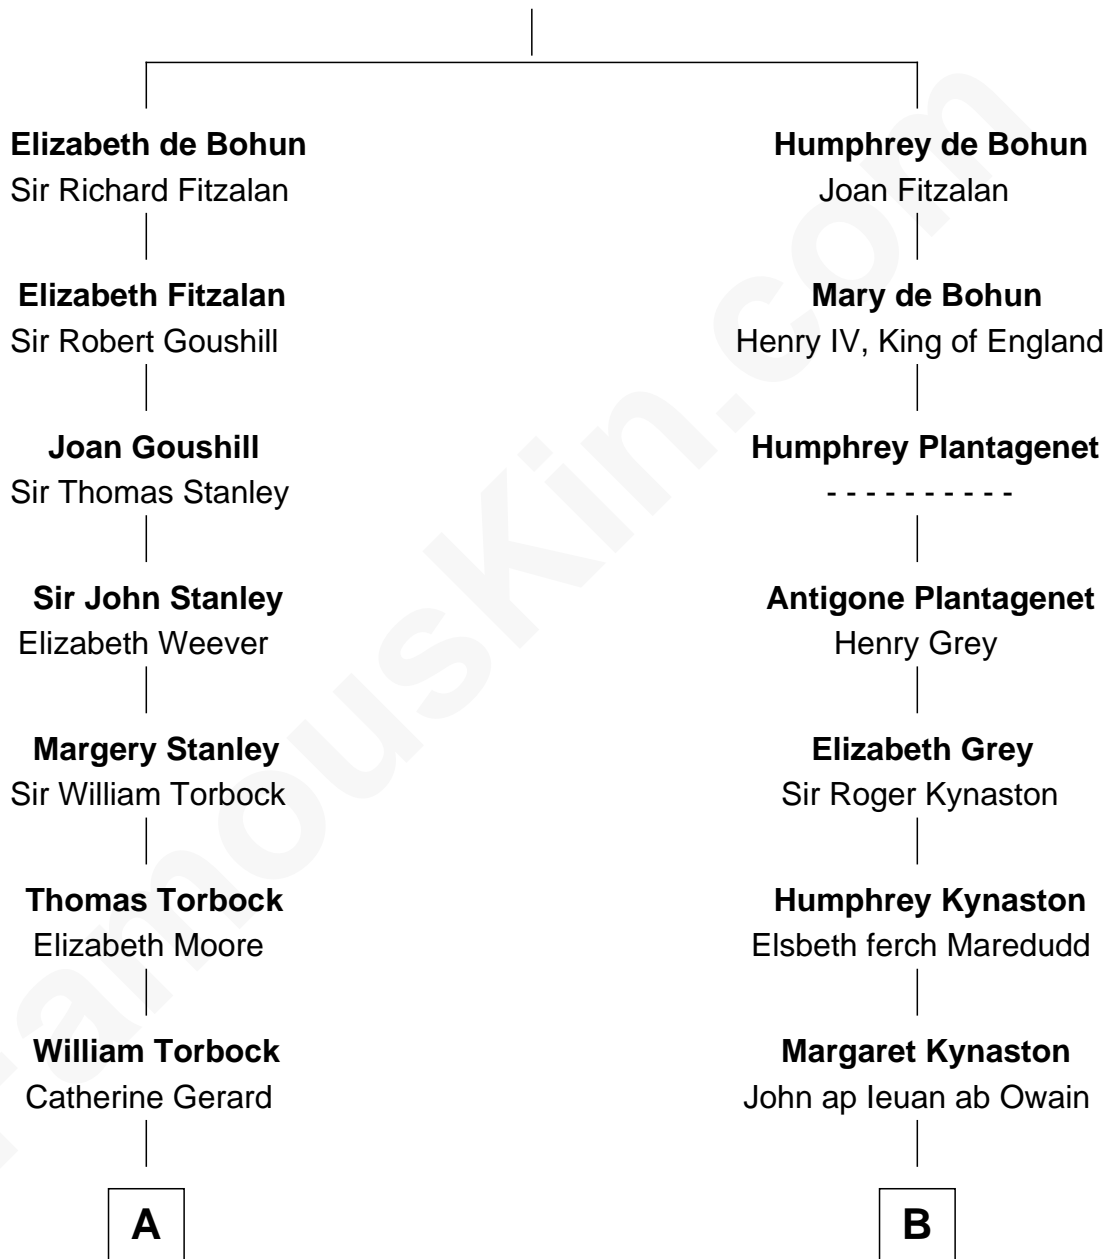 Elizabeth de Bohun
Sir Richard Fitzalan
Humphrey de Bohun
Joan Fitzalan
Elizabeth Fitzalan
Sir Robert Goushill
Mary de Bohun
Henry IV, King of England
Joan Goushill
Sir Thomas Stanley
Humphrey Plantagenet
- - - - - - - - - -
Sir John Stanley
Elizabeth Weever
Antigone Plantagenet
Henry Grey
Margery Stanley
Sir William Torbock
Elizabeth Grey
Sir Roger Kynaston
Thomas Torbock
Elizabeth Moore
Humphrey Kynaston
Elsbeth ferch Maredudd
William Torbock
Catherine Gerard
Margaret Kynaston
John ap Ieuan ab Owain
A
B
FamousKin.com